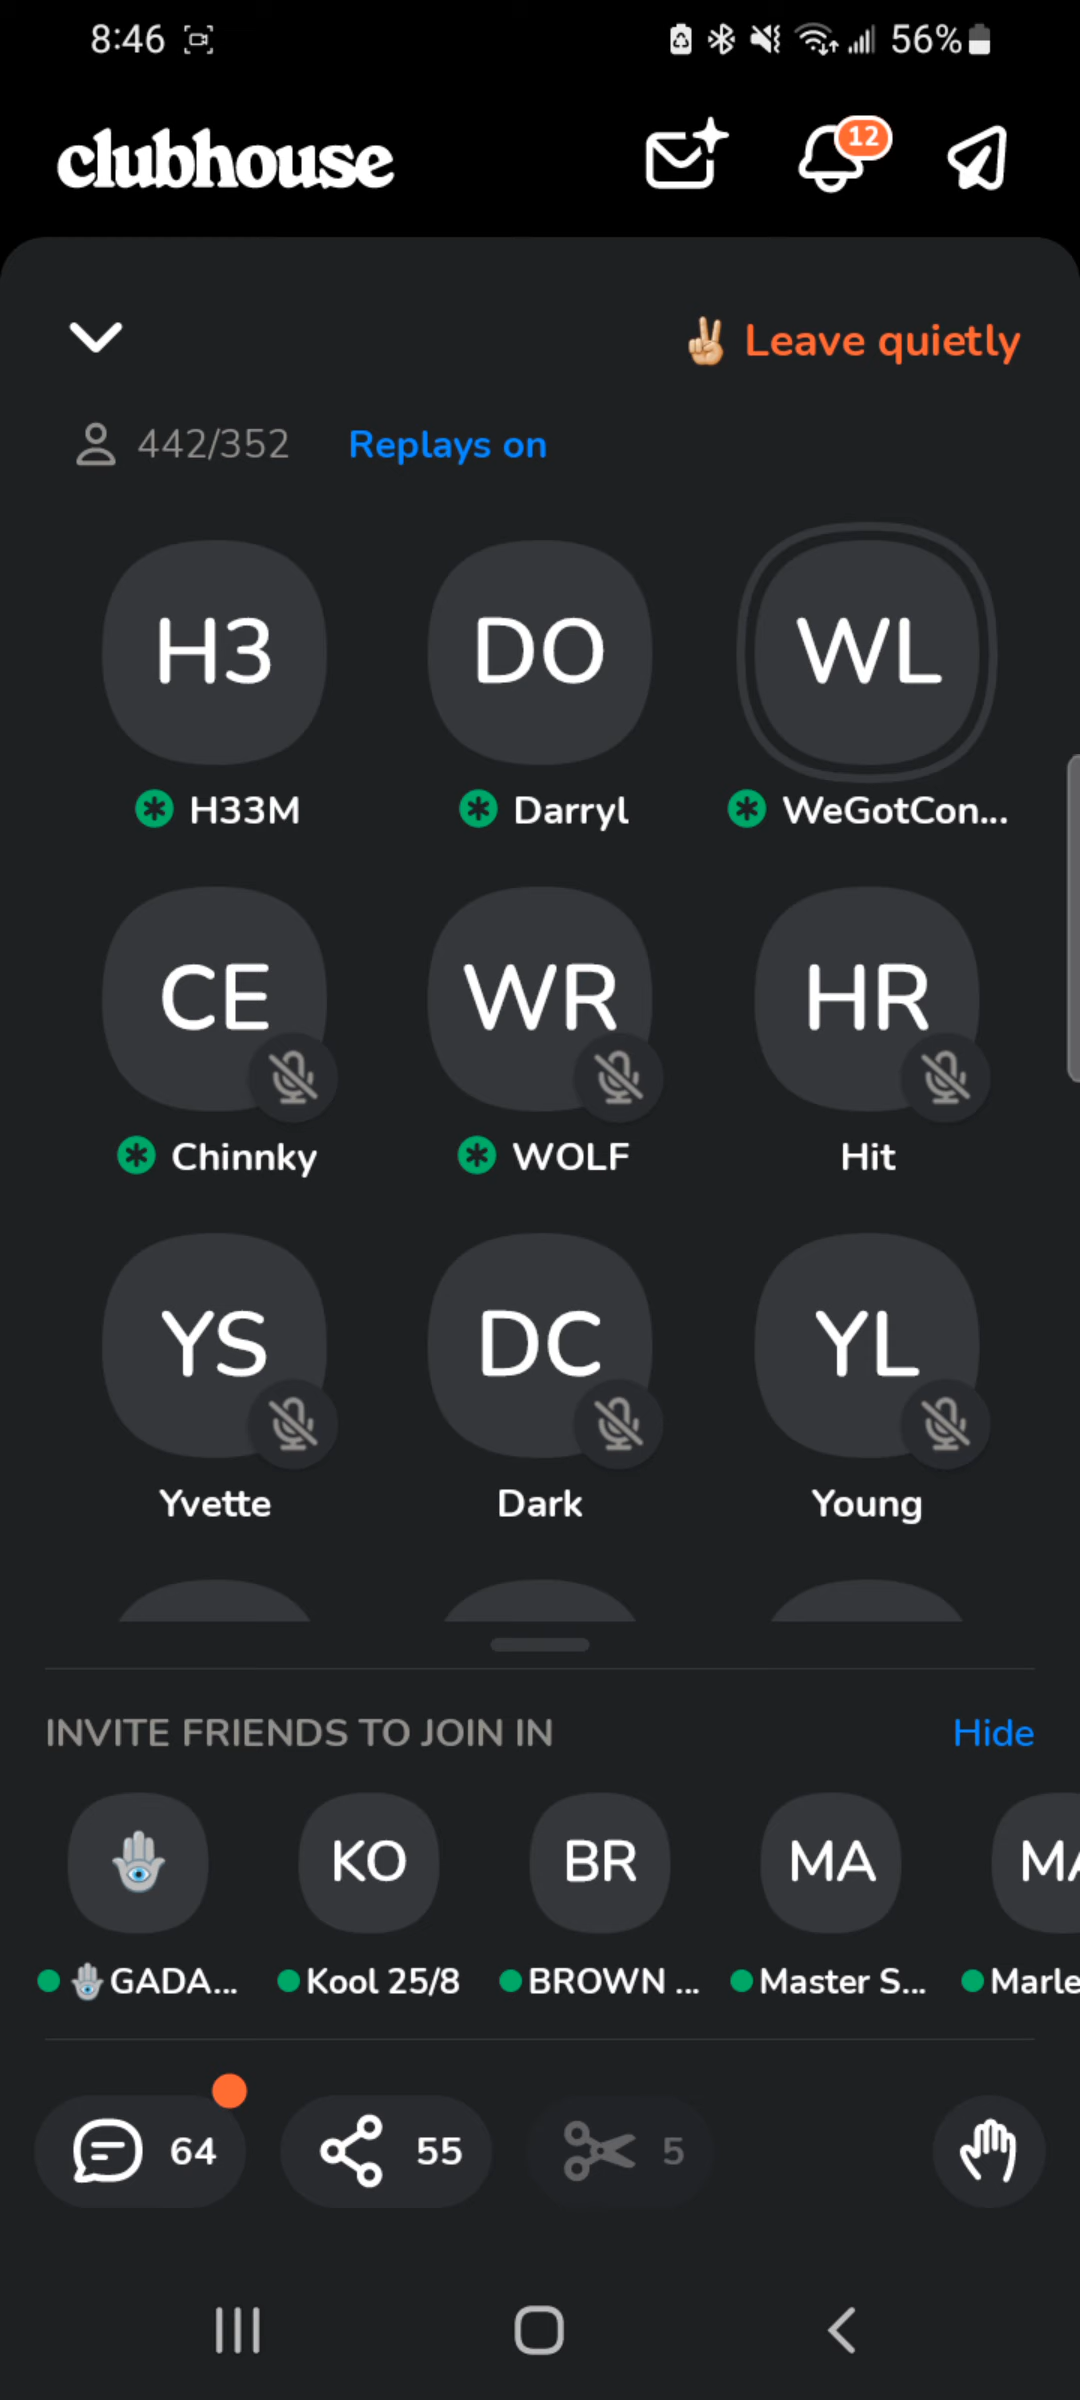 8:46 56%
clubhouse 12
✌🏼 Leave quietly
442/352 Replays on
H3 DO WL
H33M Darryl WeGotCon...
CE WR HR
Chinnky WOLF Hit
YS DC YL
Yvette Dark Young
INVITE FRIENDS TO JOIN IN Hide
🪬 KO BR MA MA
🪬GADA... Kool 25/8 BROWN ... Master S... Marle
64 55 5